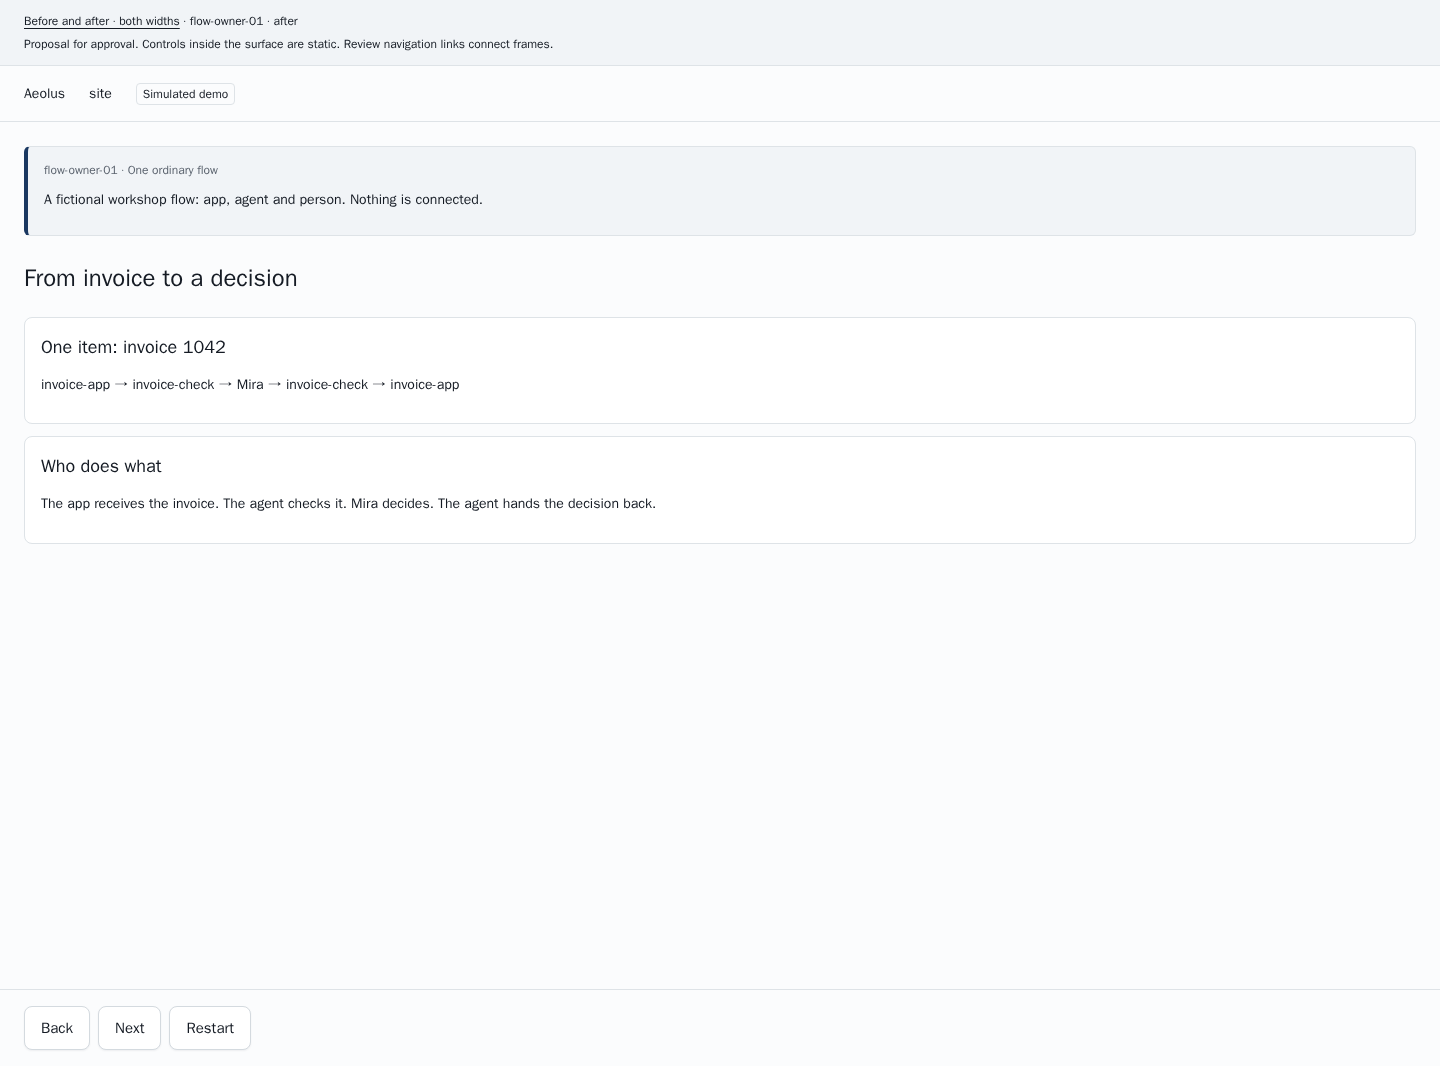 Before and after · both widths · flow-owner-01 · after
Proposal for approval. Controls inside the surface are static. Review navigation links connect frames.
Aeolus site Simulated demo
flow-owner-01 · One ordinary flow
A fictional workshop flow: app, agent and person. Nothing is connected.
From invoice to a decision
One item: invoice 1042
invoice-app → invoice-check → Mira → invoice-check → invoice-app
Who does what
The app receives the invoice. The agent checks it. Mira decides. The agent hands the decision back.
Back Next Restart